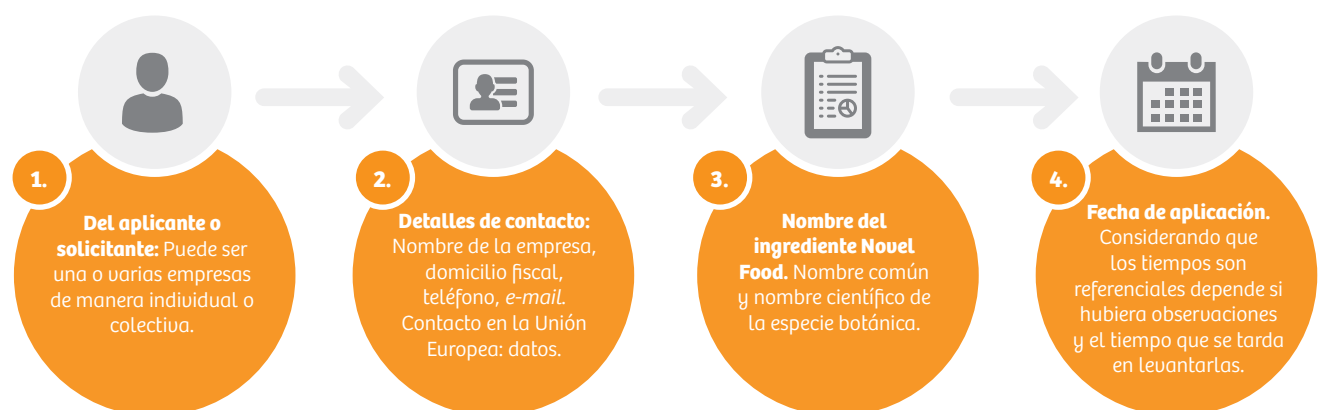 1.
Del aplicante o
solicitante: Puede ser
una o varias empresas
de manera individual o
colectiva.
2.
Detalles de contacto:
Nombre de la empresa,
domicilio fiscal,
teléfono, e-mail.
Contacto en la Unión
Europea: datos.
3.
Nombre del
ingrediente Novel
Food. Nombre común
y nombre científico de
la especie botánica.
4.
Fecha de aplicación.
Considerando que
los tiempos son
referenciales depende si
hubiera observaciones
y el tiempo que se tarda
en levantarlas.